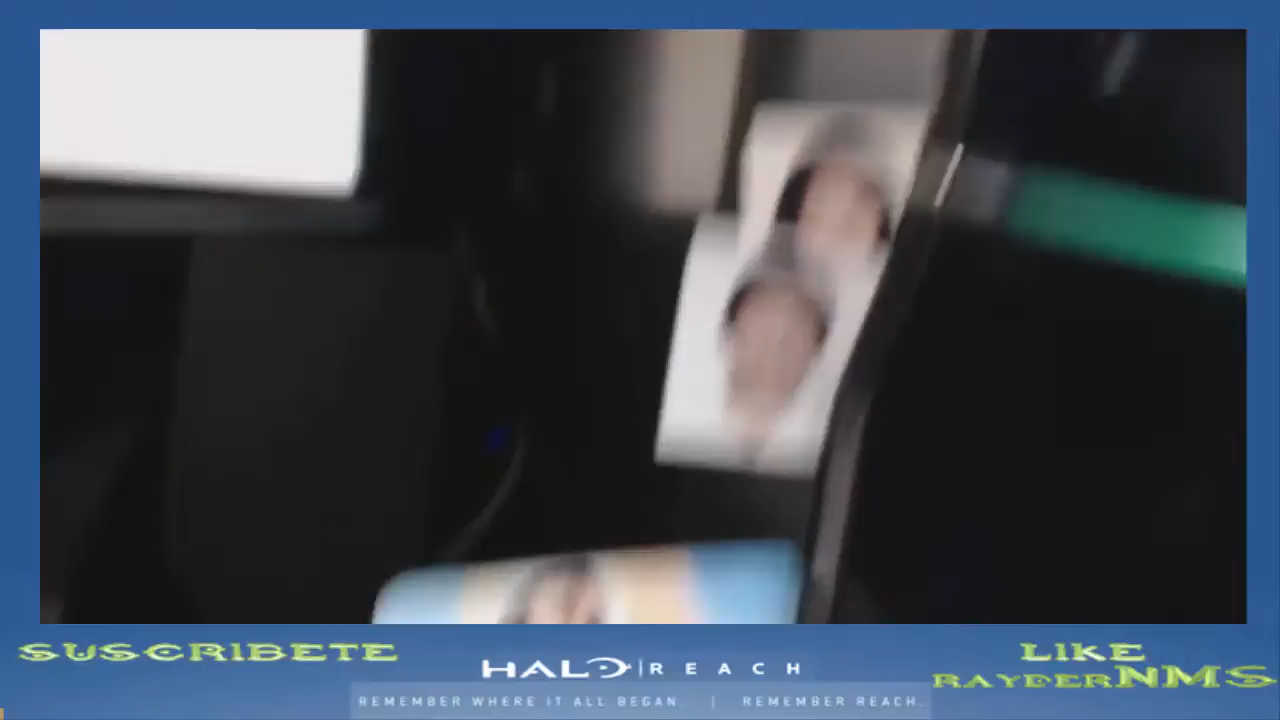 SUSCRIBETE
LIKE
HALO | REACH
RAYDERNMS
REMEMBER WHERE IT ALL BEGAN. | REMEMBER REACH.